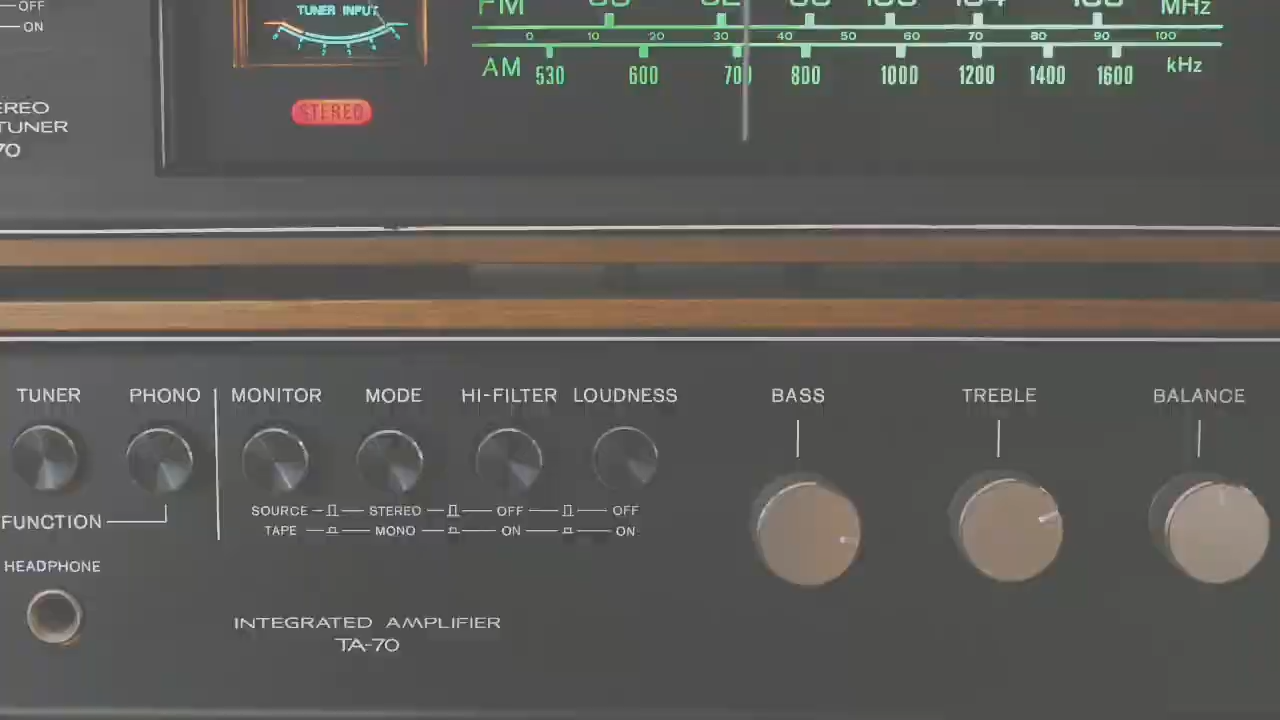 OFF
ON
TUNER INPUT
FM MHz
0 10 20 30 40 50 60 70 80 90 100
AM 530 600 700 800 1000 1200 1400 1600 kHz
STEREO
TUNER
70
TUNER PHONO MONITOR MODE HI-FILTER LOUDNESS BASS TREBLE BALANCE
SOURCE STEREO OFF OFF
TAPE MONO ON ON
FUNCTION
HEADPHONE
INTEGRATED AMPLIFIER
TA-70